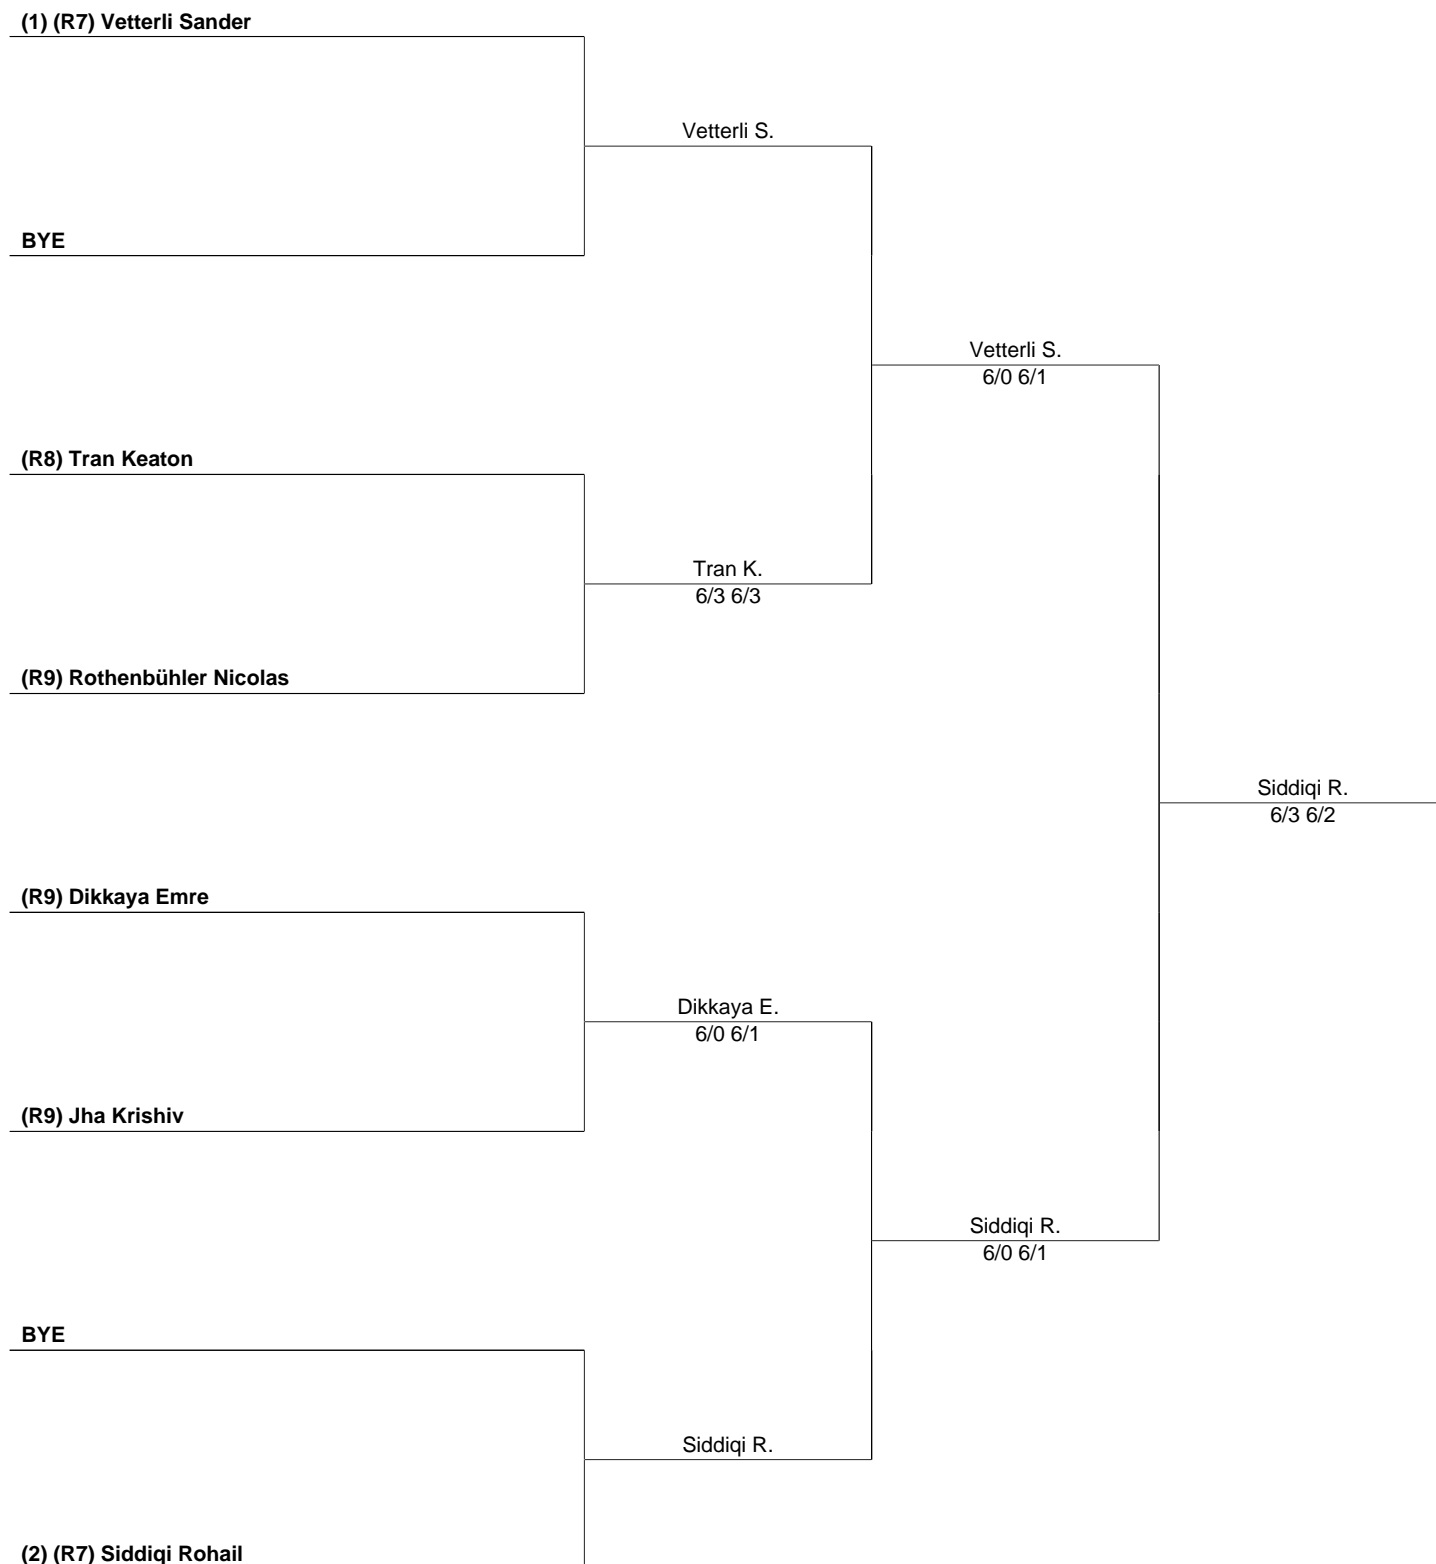 (1) (R7) Vetterli Sander
Vetterli S.
BYE
Vetterli S.
6/0 6/1
(R8) Tran Keaton
Tran K.
6/3 6/3
(R9) Rothenbühler Nicolas
Siddiqi R.
6/3 6/2
(R9) Dikkaya Emre
Dikkaya E.
6/0 6/1
(R9) Jha Krishiv
Siddiqi R.
6/0 6/1
BYE
Siddiqi R.
(2) (R7) Siddiqi Rohail